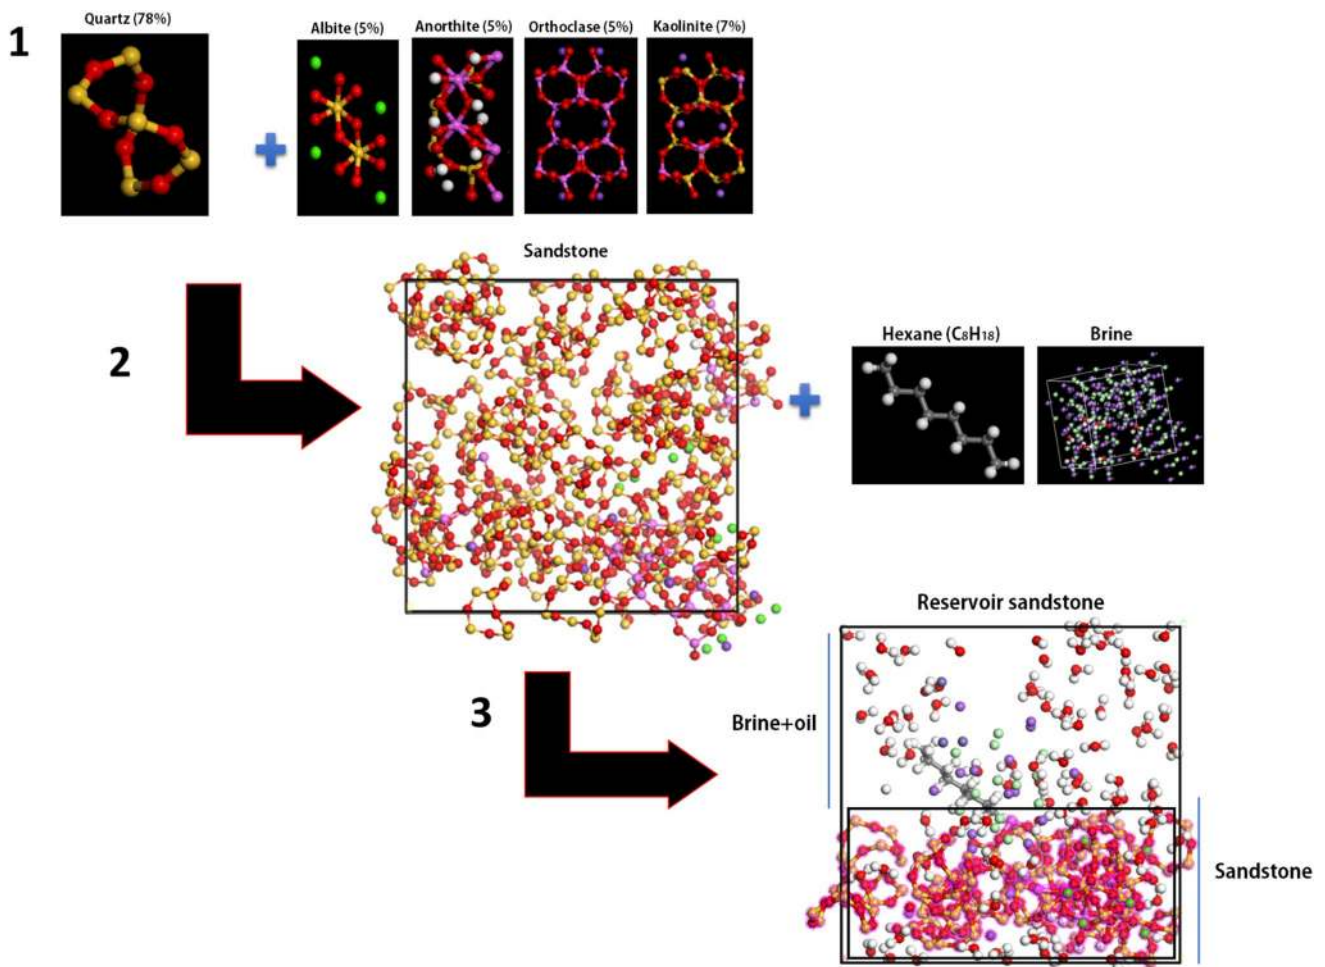 1
Quartz (78%)
Albite (5%)
Anorthite (5%)
Orthoclase (5%)
Kaolinite (7%)
Sandstone
2
Hexane (C₈H₁₈)
Brine
Reservoir sandstone
3
Brine+oil
Sandstone